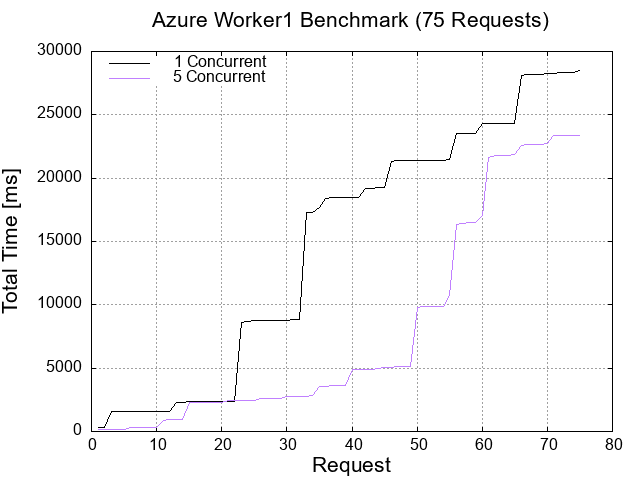 Azure Worker1 Benchmark (75 Requests)
30000
1 Concurrent
5 Concurrent
25000
20000
15000
10000
5000
0
Total Time [ms]
0 10 20 30 40 50 60 70 80
Request